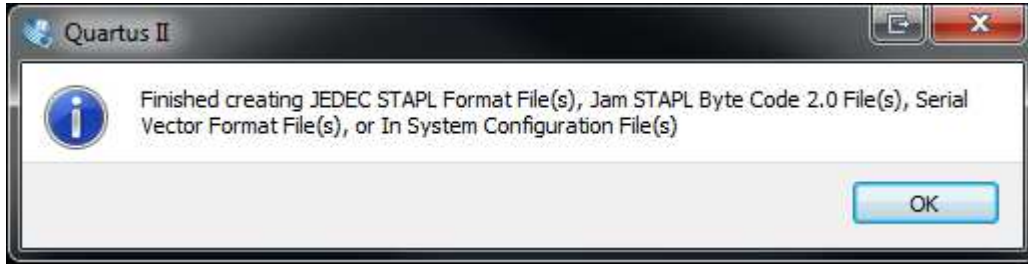 Quartus II
Finished creating JEDEC STAPL Format File(s), Jam STAPL Byte Code 2.0 File(s), Serial
Vector Format File(s), or In System Configuration File(s)
OK